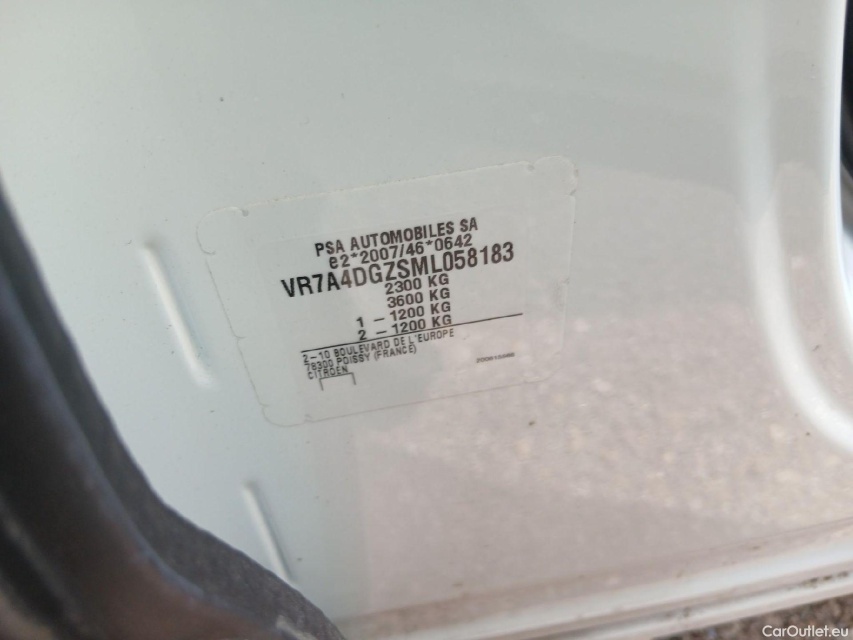 PSA AUTOMOBILES SA
e2*2007/46*0642
VR7A4DGZSML058183
2300 KG
3600 KG
1 - 1200 KG
2 - 1200 KG
2-10 BOULEVARD DE L'EUROPE
78300 POISSY (FRANCE)
CITROËN
CarOutlet.eu